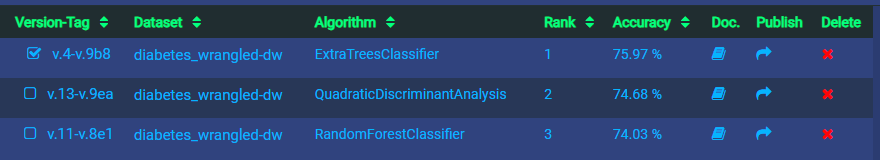 Version-Tag Dataset Algorithm Rank Accuracy Doc. Publish Delete
v.4-v.9b8 diabetes_wrangled-dw ExtraTreesClassifier 1 75.97 %
v.13-v.9ea diabetes_wrangled-dw QuadraticDiscriminantAnalysis 2 74.68 %
v.11-v.8e1 diabetes_wrangled-dw RandomForestClassifier 3 74.03 %